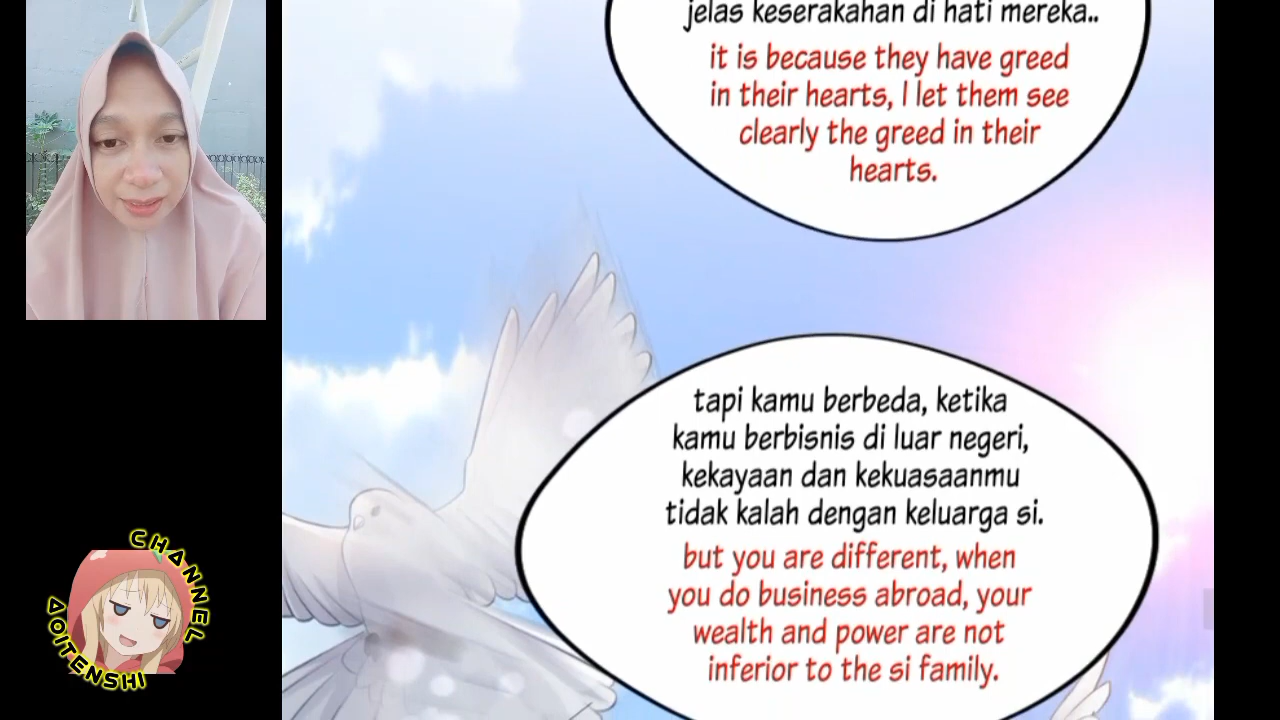 jelas keserakahan di hati mereka..
it is because they have greed
in their hearts, I let them see
clearly the greed in their
hearts.
tapi kamu berbeda, ketika
kamu berbisnis di luar negeri,
kekayaan dan kekuasaanmu
tidak kalah dengan keluarga si.
but you are different, when
you do business abroad, your
wealth and power are not
inferior to the si family.
CHANNEL
AOITENSHI